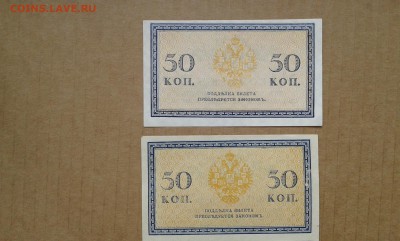 COINS.LAVE.RU
50 50
КОП. КОП.
ПОДДѢЛКА БИЛЕТА
ПРЕСЛѢДУЕТСЯ ЗАКОНОМЪ.
50 50
КОП. КОП.
ПОДДѢЛКА БИЛЕТА
ПРЕСЛѢДУЕТСЯ ЗАКОНОМЪ.